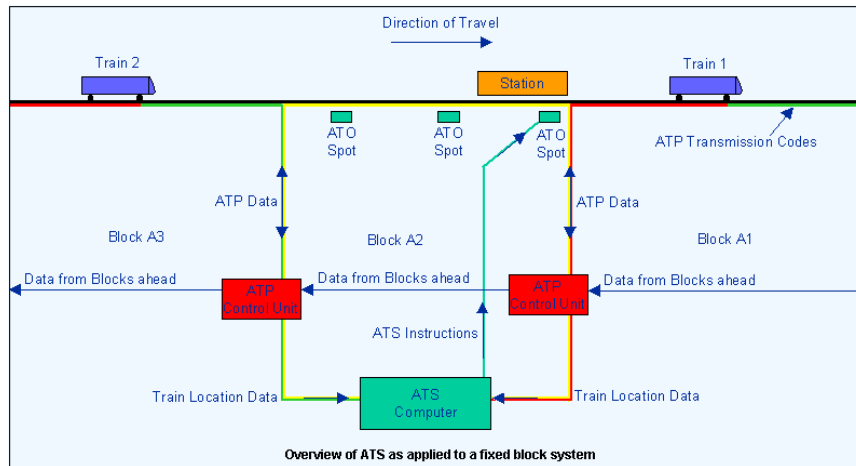 Direction of Travel
Train 2
Train 1
Station
ATO
Spot
ATO
Spot
ATO
Spot
ATP Transmission Codes
ATP Data
ATP Data
Block A3
Block A2
Block A1
Data from Blocks ahead
Data from Blocks ahead
Data from Blocks ahead
ATP
Control Unit
ATP
Control Unit
ATS Instructions
Train Location Data
ATS
Computer
Train Location Data
Overview of ATS as applied to a fixed block system